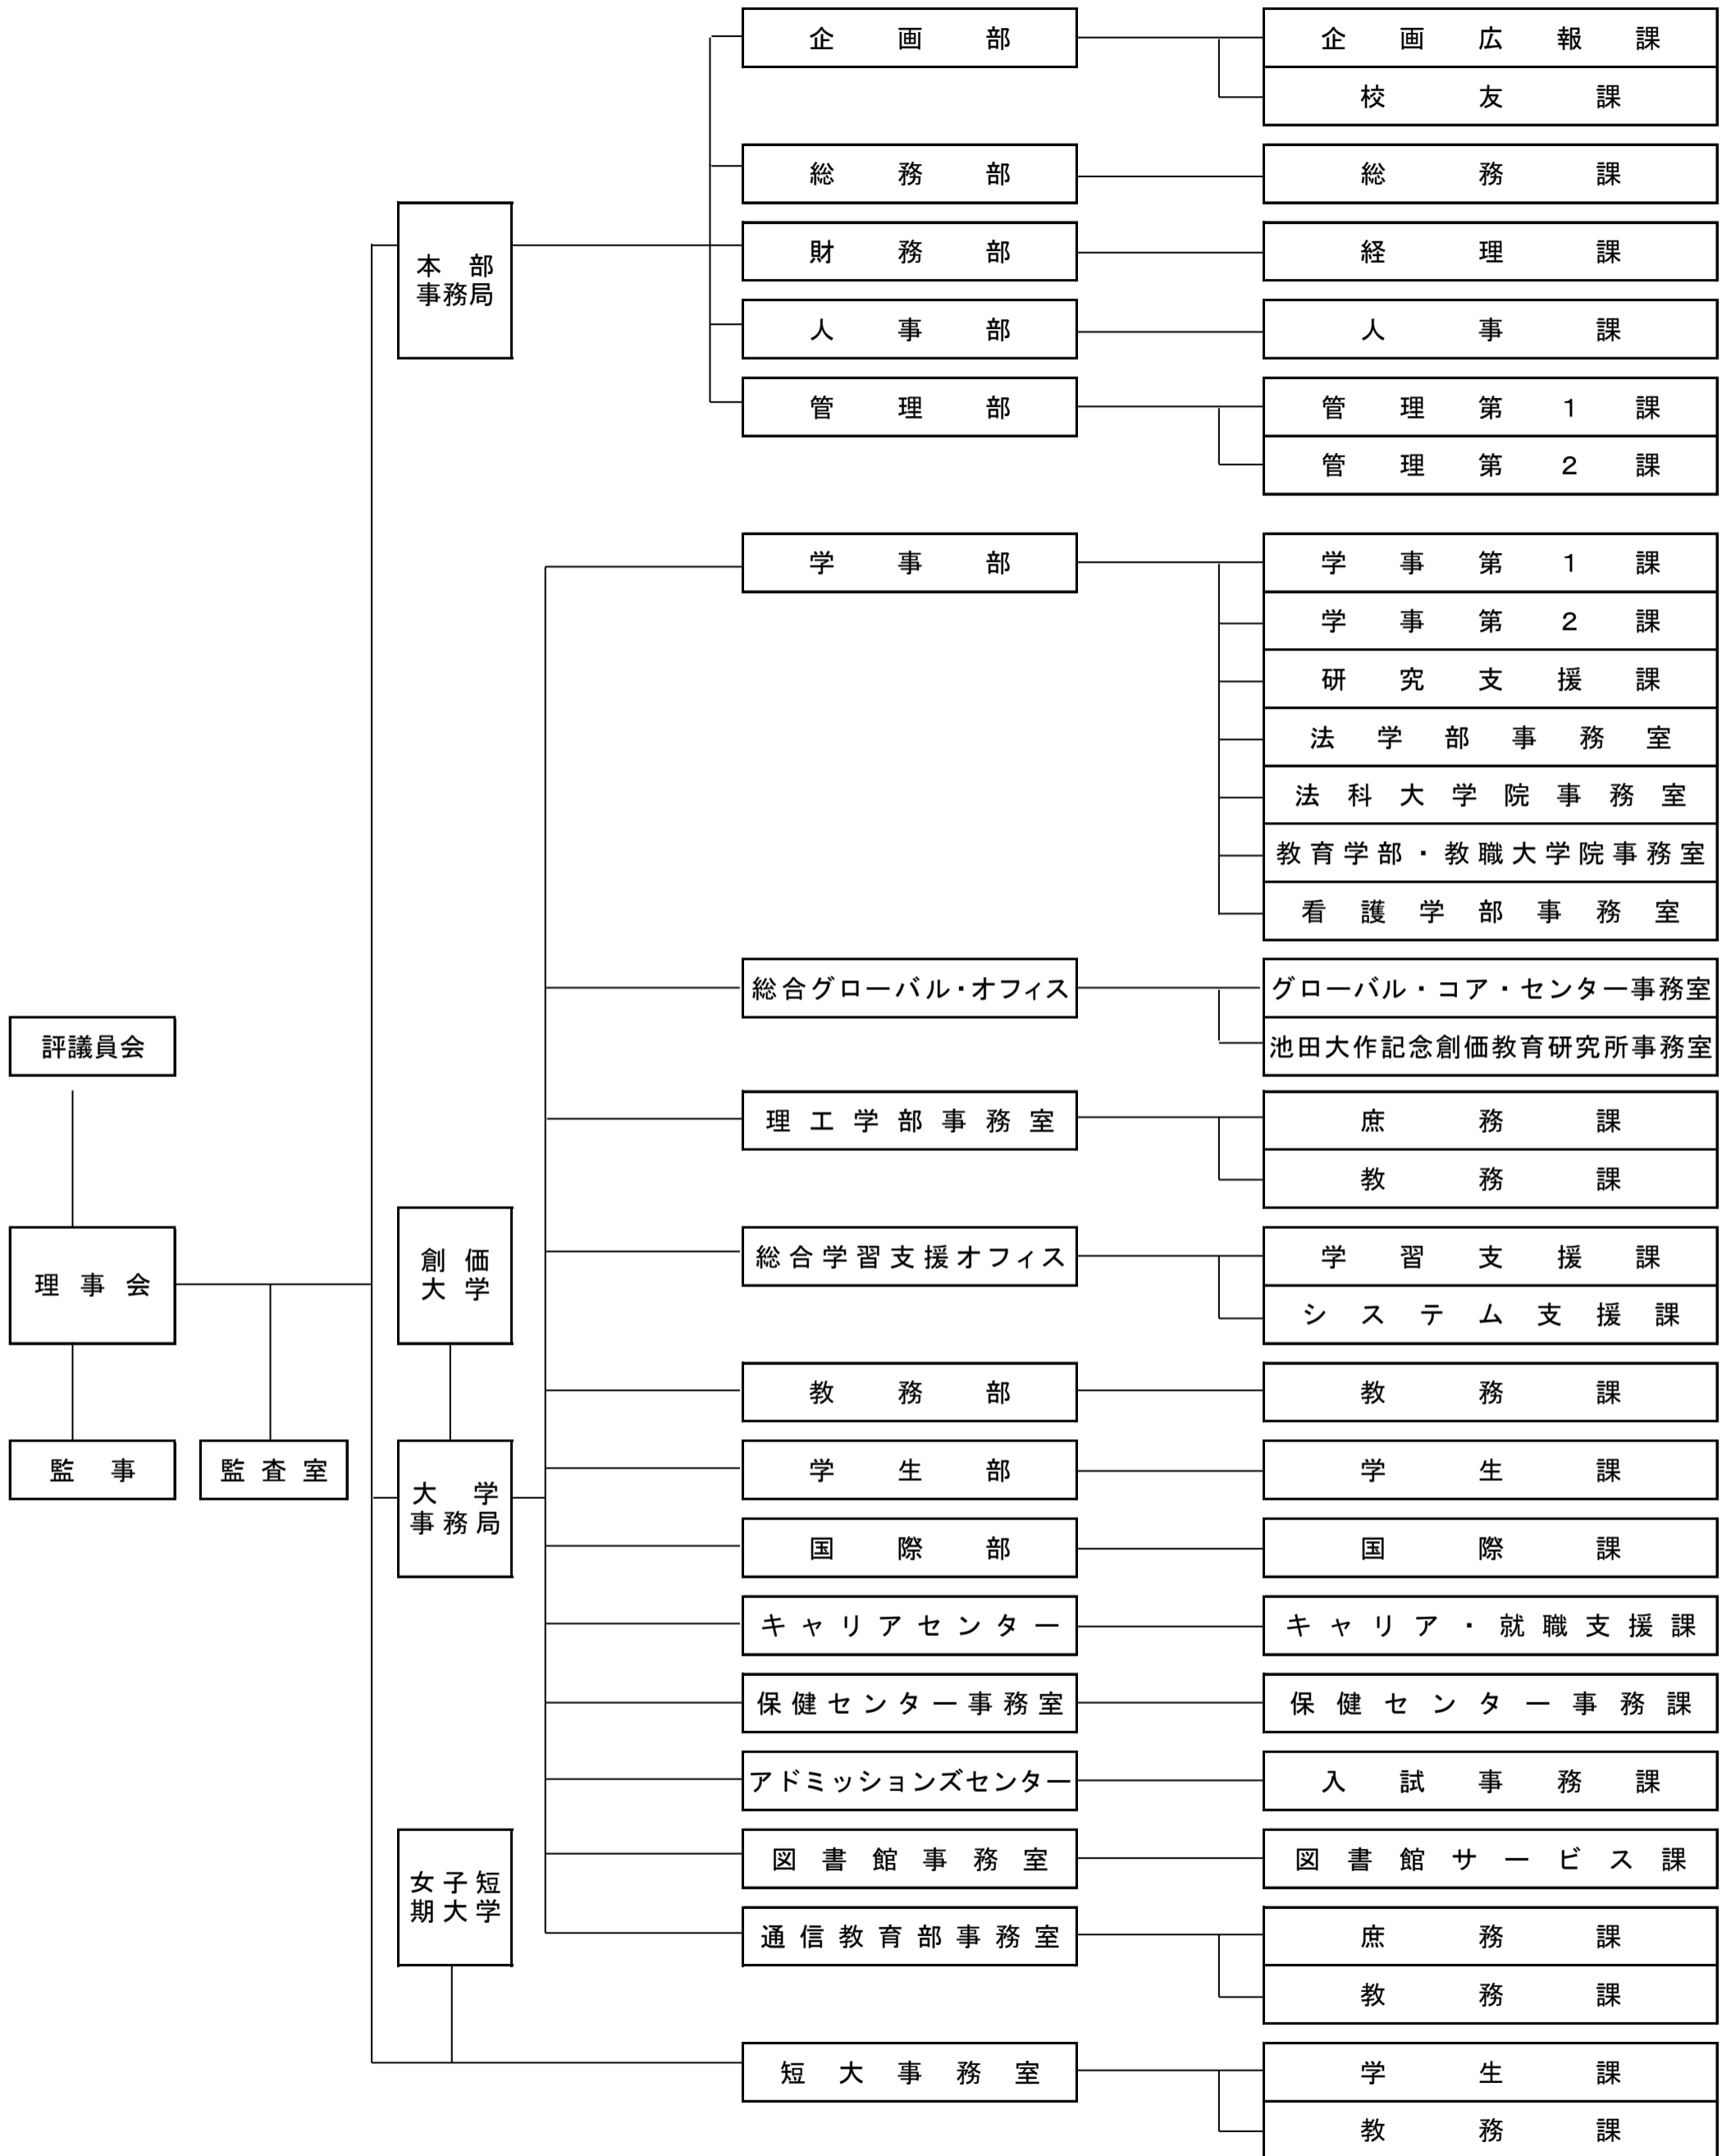 企画部
企画広報課
校友課
総務部
総務課
本部
事務局
財務部
経理課
人事部
人事課
管理部
管理第1課
管理第2課
学事部
学事第1課
学事第2課
研究支援課
法学部事務室
法科大学院事務室
教育学部・教職大学院事務室
看護学部事務室
総合グローバル・オフィス
グローバル・コア・センター事務室
池田大作記念創価教育研究所事務室
評議員会
理工学部事務室
庶務課
教務課
理事会
創価
大学
総合学習支援オフィス
学習支援課
システム支援課
教務部
教務課
監事
監査室
大学
事務局
学生部
学生課
国際部
国際課
キャリアセンター
キャリア・就職支援課
保健センター事務室
保健センター事務課
アドミッションズセンター
入試事務課
女子短
期大学
図書館事務室
図書館サービス課
通信教育部事務室
庶務課
教務課
短大事務室
学生課
教務課